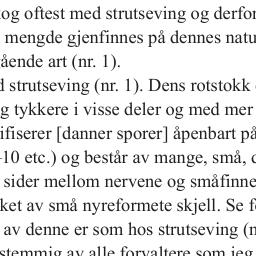 og oftest med strutseving og derfor
mengde gjenfinnes på dennes natu
ående art (nr. 1).
d strutseving (nr. 1). Dens rotstokk
g tykkere i visse deler og med mer
ifiserer [danner sporer] åpenbart på
10 etc.) og består av mange, små,
sider mellom nervene og småfinne
ket av små nyreformete skjell. Se f
av denne er som hos strutseving (n
stemmig av alle forvaltere som jeg